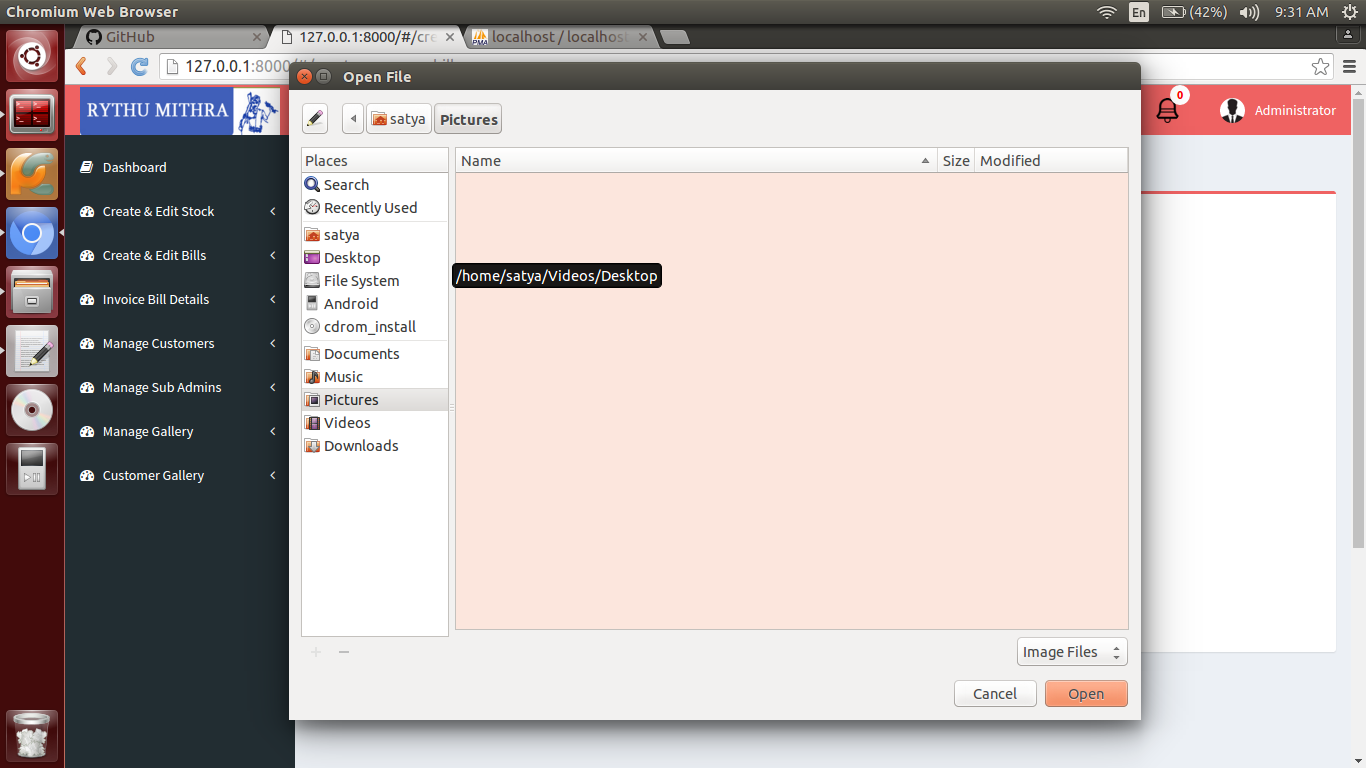 Chromium Web Browser
En
(42%)
9:31 AM
GitHub
127.0.0.1:8000/#/cre
PMA
localhost / localhost
127.0.0.1:8000
Open File
RYTHU MITHRA
0
Administrator
satya
Pictures
Dashboard
Create & Edit Stock
Create & Edit Bills
Invoice Bill Details
Manage Customers
Manage Sub Admins
Manage Gallery
Customer Gallery
Places
Search
Recently Used
satya
Desktop
File System
Android
cdrom_install
Documents
Music
Pictures
Videos
Downloads
Name
Size
Modified
/home/satya/Videos/Desktop
Image Files
Cancel
Open